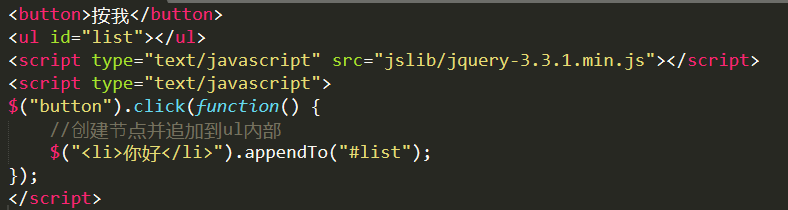 <button>按我</button>
<ul id="list"></ul>
<script type="text/javascript" src="jslib/jquery-3.3.1.min.js"></script>
<script type="text/javascript">
$("button").click(function() {
    //创建节点并追加到ul内部
    $("<li>你好</li>").appendTo("#list");
});
</script>